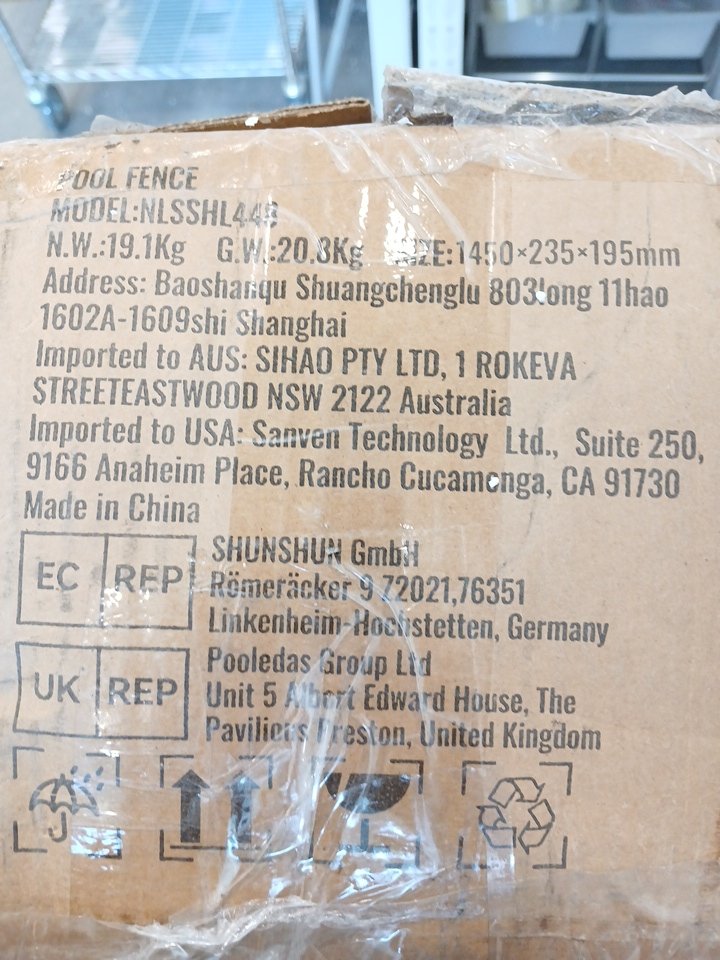 POOL FENCE
N.W.:19.1Kg G.W.:20.8Kg SIZE:1450×235×195mm
Address: Baoshanqu Shuangchenglu 803long 11hao
1602A-1609shi Shanghai
Imported to AUS: SIHAO PTY LTD, 1 ROKEVA
STREETEASTWOOD NSW 2122 Australia
Imported to USA: Sanven Technology Ltd., Suite 250,
9166 Anaheim Place, Rancho Cucamonga, CA 91730
Made in China
EC REP
SHUNSHUN GmbH
Römeräcker 9 Z2021,76351
Linkenheim-Hochstetten, Germany
UK REP
Pooledas Group Ltd
Unit 5 Albert Edward House, The
Pavilions Preston, United Kingdom